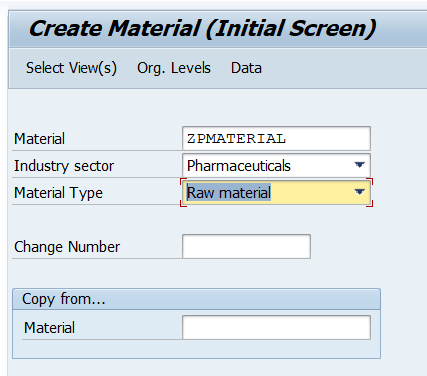 Create Material (Initial Screen)
Select View(s) Org. Levels Data
Material ZPMATERIAL
Industry sector Pharmaceuticals
Material Type Raw material
Change Number
Copy from...
Material